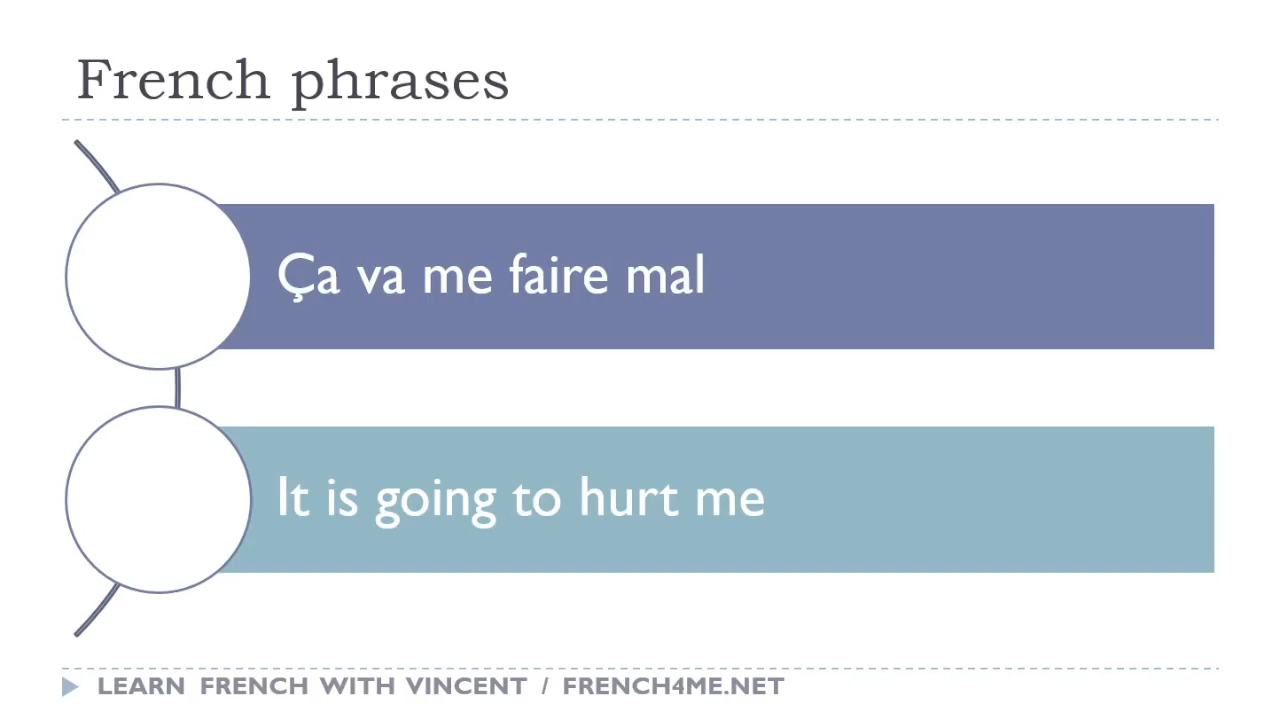 French phrases
Ça va me faire mal
It is going to hurt me
LEARN FRENCH WITH VINCENT / FRENCH4ME.NET